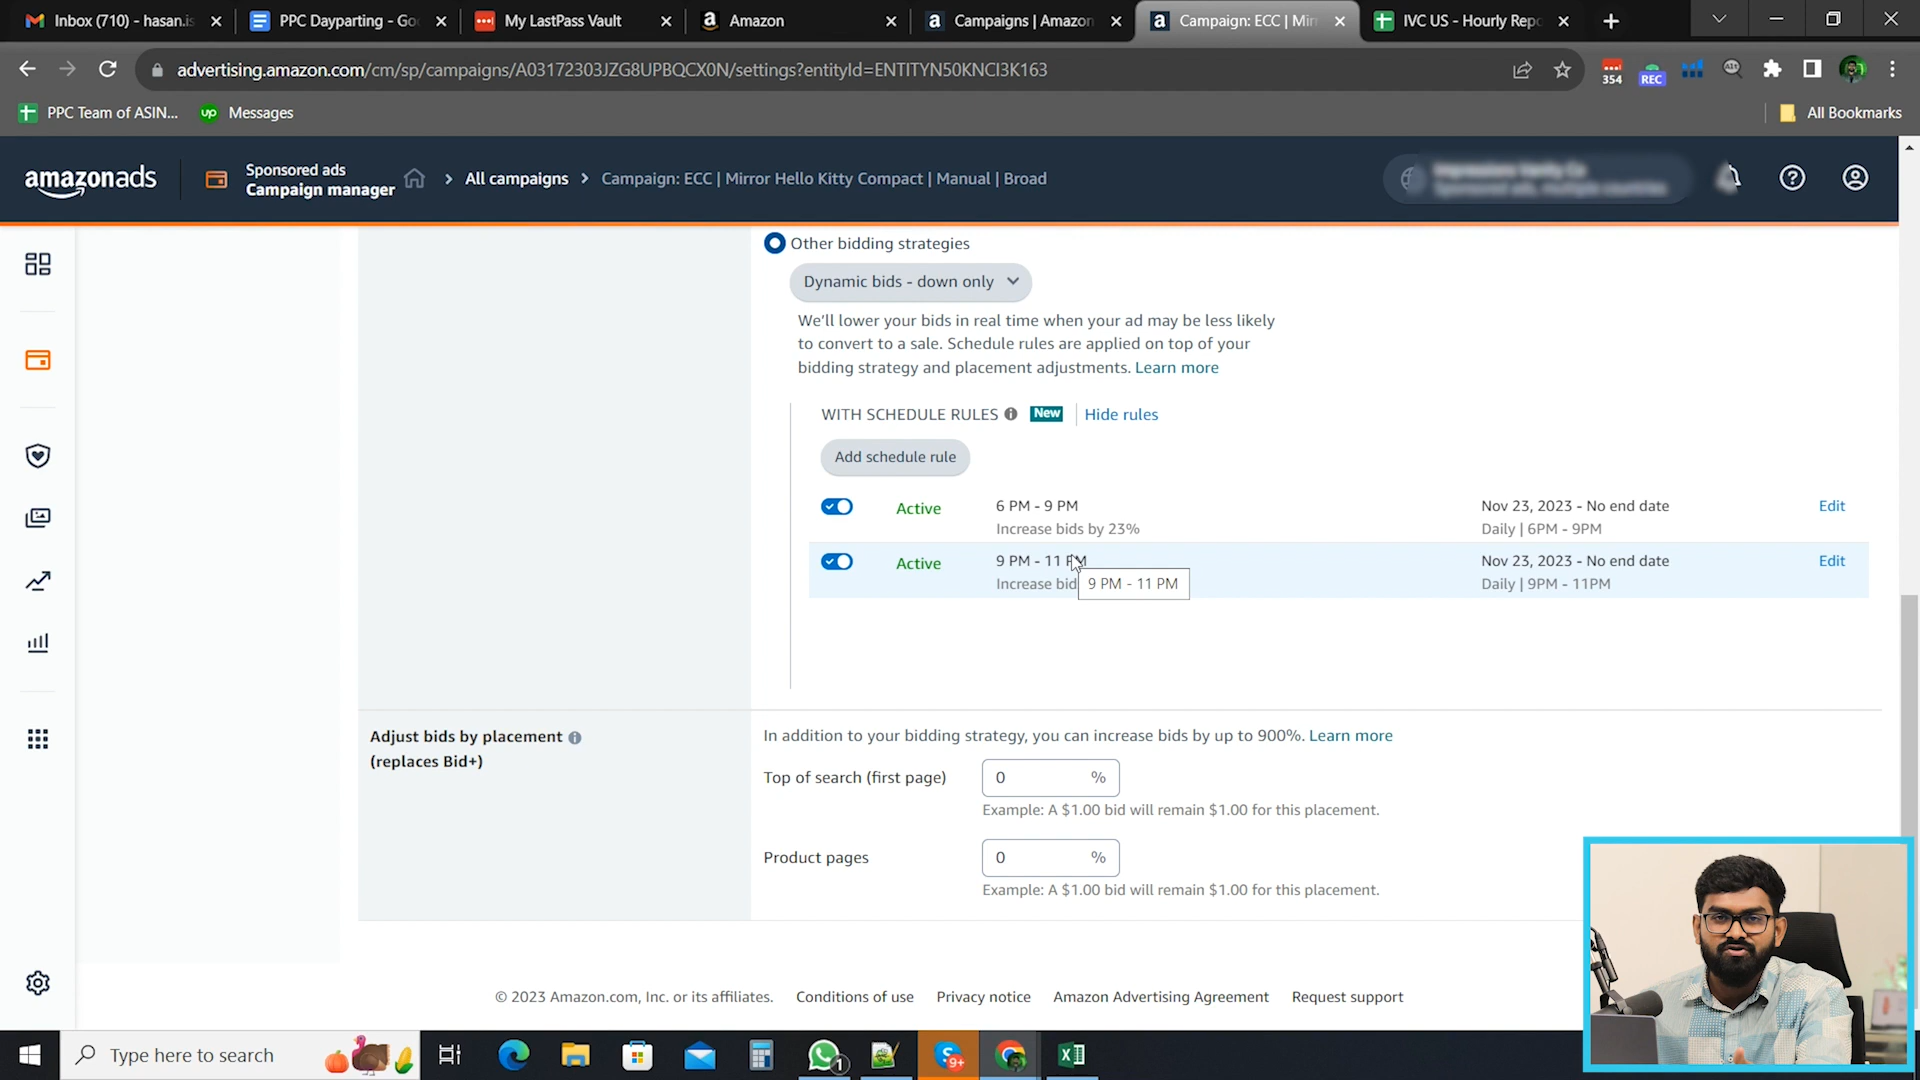 Inbox (710) - hasan.is
PPC Dayparting - Goo
My LastPass Vault
Amazon
Campaigns | Amazon
Campaign: ECC | Mir
IVC US - Hourly Repo
advertising.amazon.com/cm/sp/campaigns/A03172303JZG8UPBQCX0N/settings?entityId=ENTITYN50KNCI3K163
354
REC
PPC Team of ASIN...
up Messages
All Bookmarks
amazonads
Sponsored ads
Campaign manager
All campaigns
Campaign: ECC | Mirror Hello Kitty Compact | Manual | Broad
Other bidding strategies
Dynamic bids - down only
We'll lower your bids in real time when your ad may be less likely
to convert to a sale. Schedule rules are applied on top of your
bidding strategy and placement adjustments. Learn more
WITH SCHEDULE RULES New Hide rules
Add schedule rule
Active 6 PM - 9 PM Nov 23, 2023 - No end date Edit
Increase bids by 23% Daily | 6PM - 9PM
Active 9 PM - 11 PM Nov 23, 2023 - No end date Edit
Increase bid 9 PM - 11 PM Daily | 9PM - 11PM
Adjust bids by placement
(replaces Bid+)
In addition to your bidding strategy, you can increase bids by up to 900%. Learn more
Top of search (first page) 0 %
Example: A $1.00 bid will remain $1.00 for this placement.
Product pages 0 %
Example: A $1.00 bid will remain $1.00 for this placement.
© 2023 Amazon.com, Inc. or its affiliates. Conditions of use Privacy notice Amazon Advertising Agreement Request support
Type here to search
1
9+